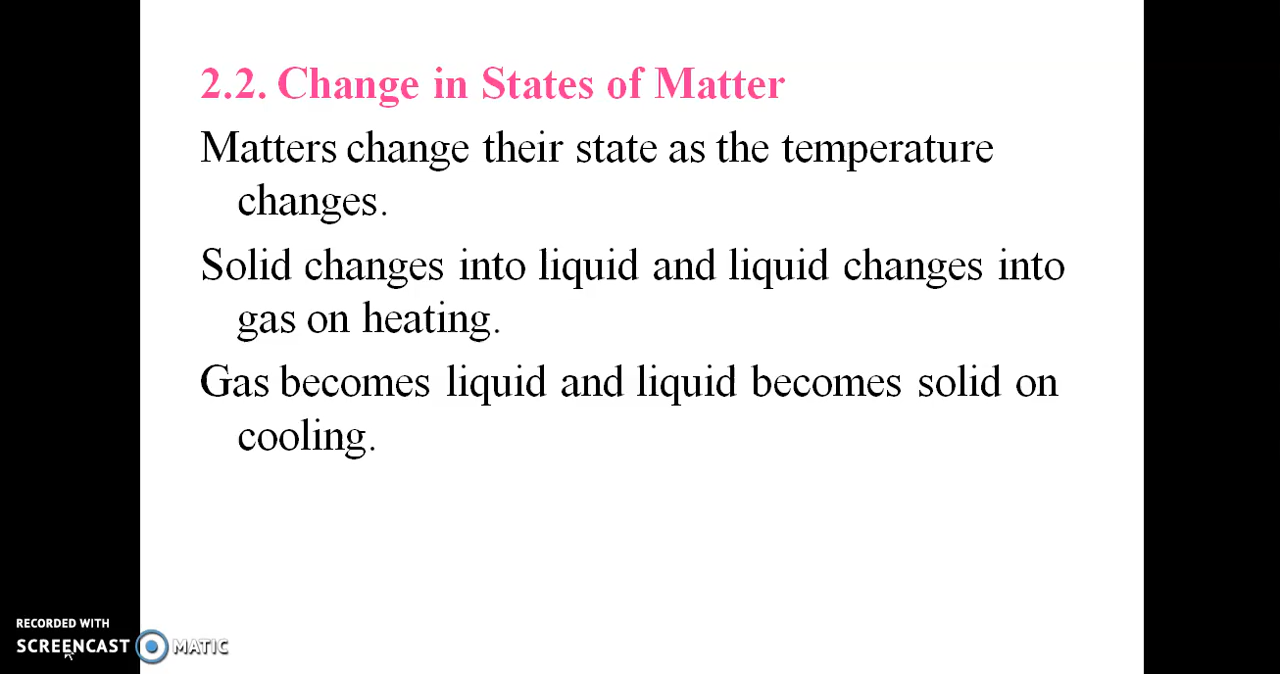 2.2. Change in States of Matter
Matters change their state as the temperature
changes.
Solid changes into liquid and liquid changes into
gas on heating.
Gas becomes liquid and liquid becomes solid on
cooling.
RECORDED WITH
SCREENCAST MATIC